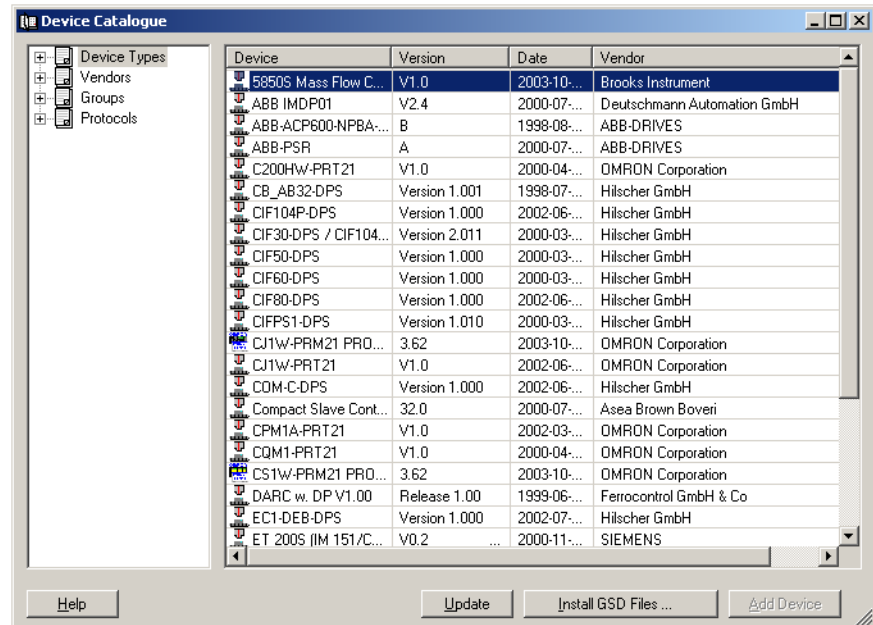 Device Catalogue
Device Types
Vendors
Groups
Protocols
Device Version Date Vendor
5850S Mass Flow C... V1.0 2003-10-... Brooks Instrument
ABB IMDP01 V2.4 2000-07-... Deutschmann Automation GmbH
ABB-ACP600-NPBA-... B 1998-08-... ABB-DRIVES
ABB-PSR A 2000-07-... ABB-DRIVES
C200HW-PRT21 V1.0 2000-04-... OMRON Corporation
CB_AB32-DPS Version 1.001 1998-07-... Hilscher GmbH
CIF104P-DPS Version 1.000 2002-06-... Hilscher GmbH
CIF30-DPS / CIF104... Version 2.011 2000-03-... Hilscher GmbH
CIF50-DPS Version 1.000 2000-03-... Hilscher GmbH
CIF60-DPS Version 1.000 2000-03-... Hilscher GmbH
CIF80-DPS Version 1.000 2002-06-... Hilscher GmbH
CIFPS1-DPS Version 1.010 2000-03-... Hilscher GmbH
CJ1W-PRM21 PRO... 3.62 2003-10-... OMRON Corporation
CJ1W-PRT21 V1.0 2002-06-... OMRON Corporation
COM-C-DPS Version 1.000 2002-06-... Hilscher GmbH
Compact Slave Cont... 32.0 2000-07-... Asea Brown Boveri
CPM1A-PRT21 V1.0 2002-03-... OMRON Corporation
CQM1-PRT21 V1.0 2000-04-... OMRON Corporation
CS1W-PRM21 PRO... 3.62 2003-10-... OMRON Corporation
DARC w. DP V1.00 Release 1.00 1999-06-... Ferrocontrol GmbH & Co
EC1-DEB-DPS Version 1.000 2002-07-... Hilscher GmbH
ET 200S (IM 151/C... V0.2 ... 2000-11-... SIEMENS
Help Update Install GSD Files ... Add Device